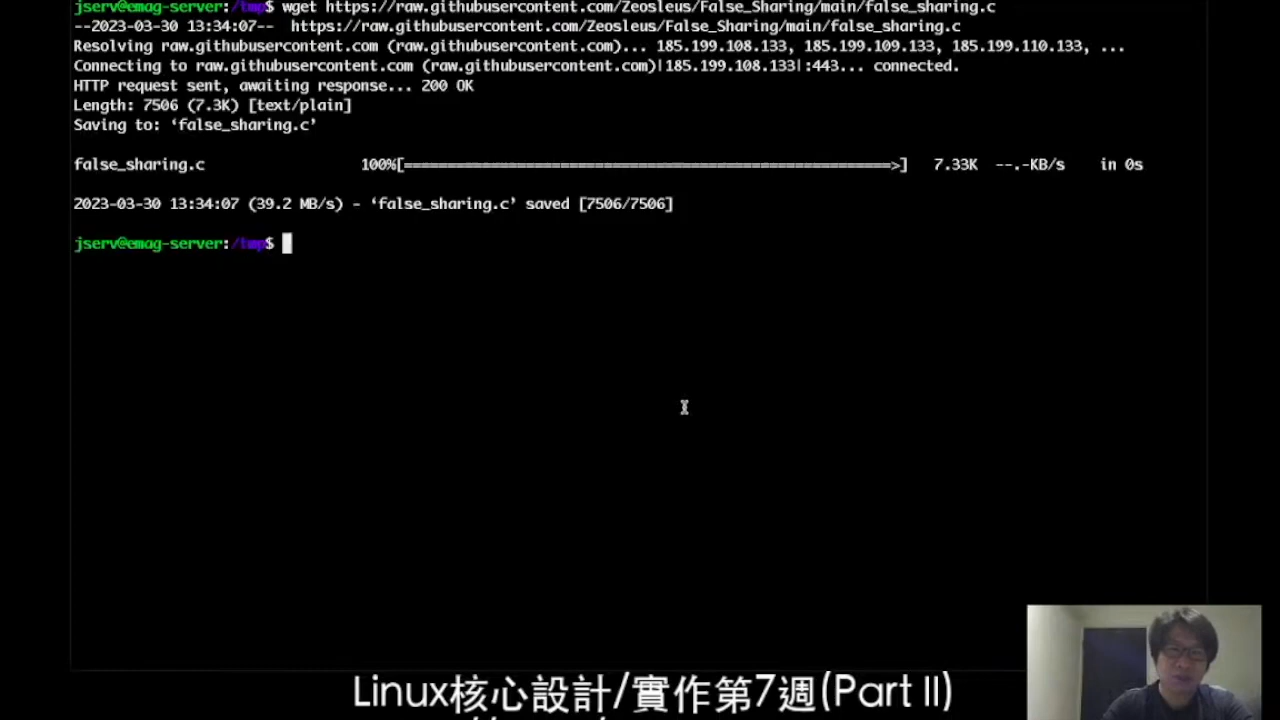 jserv@emag-server:/tmp$ wget https://raw.githubusercontent.com/Zeosleus/False_Sharing/main/false_sharing.c
--2023-03-30 13:34:07--  https://raw.githubusercontent.com/Zeosleus/False_Sharing/main/false_sharing.c
Resolving raw.githubusercontent.com (raw.githubusercontent.com)... 185.199.108.133, 185.199.109.133, 185.199.110.133, ...
Connecting to raw.githubusercontent.com (raw.githubusercontent.com)|185.199.108.133|:443... connected.
HTTP request sent, awaiting response... 200 OK
Length: 7506 (7.3K) [text/plain]
Saving to: ‘false_sharing.c’
false_sharing.c 100%[========================================================>] 7.33K --.-KB/s in 0s
2023-03-30 13:34:07 (39.2 MB/s) - ‘false_sharing.c’ saved [7506/7506]
jserv@emag-server:/tmp$
Linux核心設計/實作第7週(Part II)